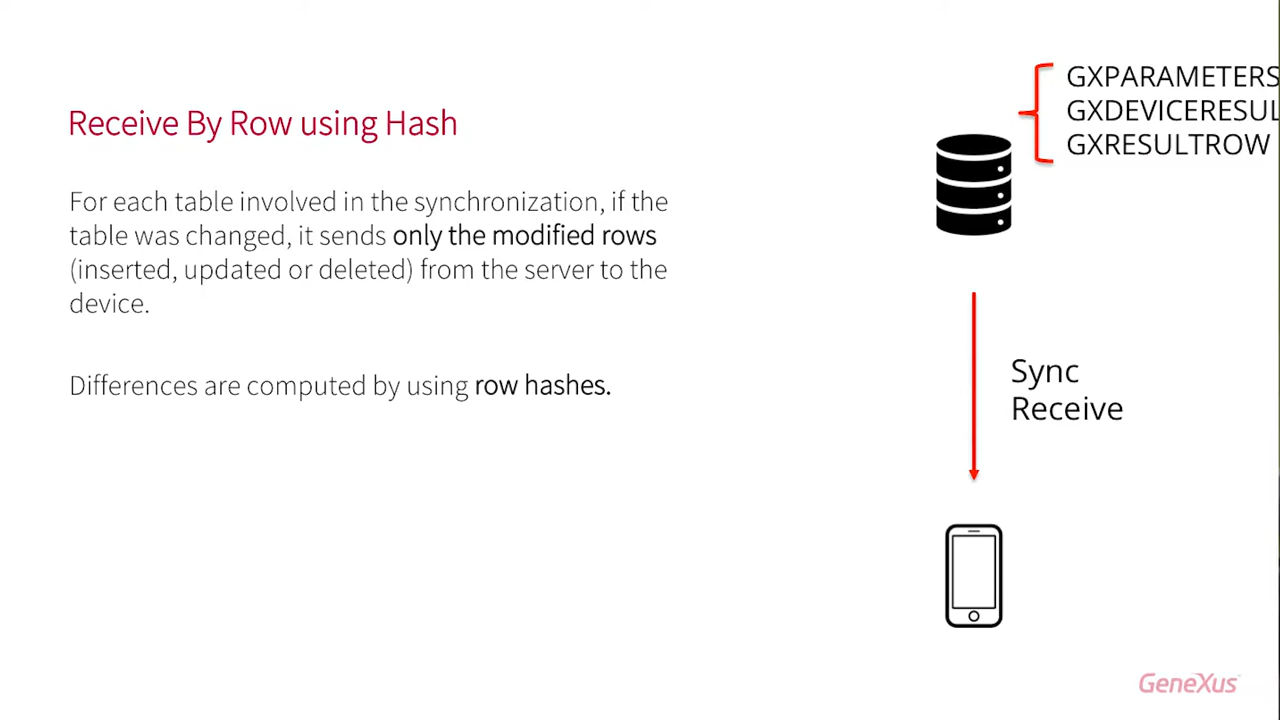 Receive By Row using Hash
For each table involved in the synchronization, if the
table was changed, it sends only the modified rows
(inserted, updated or deleted) from the server to the
device.
Differences are computed by using row hashes.
GXPARAMETERS
GXDEVICERESUL
GXRESULTROW
Sync
Receive
GeneXus